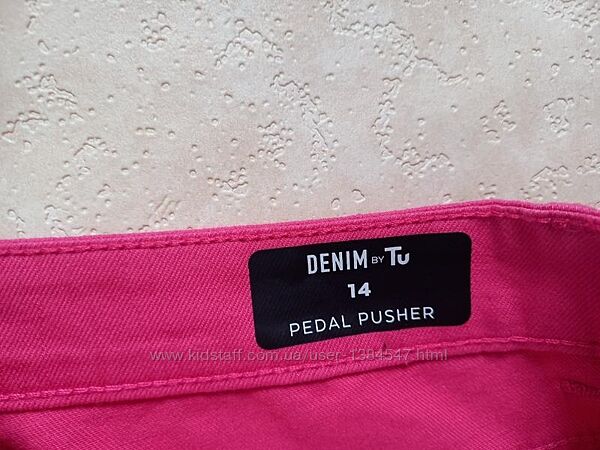 DENIM BY Tu
14
PEDAL PUSHER
www.kidstaff.com.ua/user-1384547.html